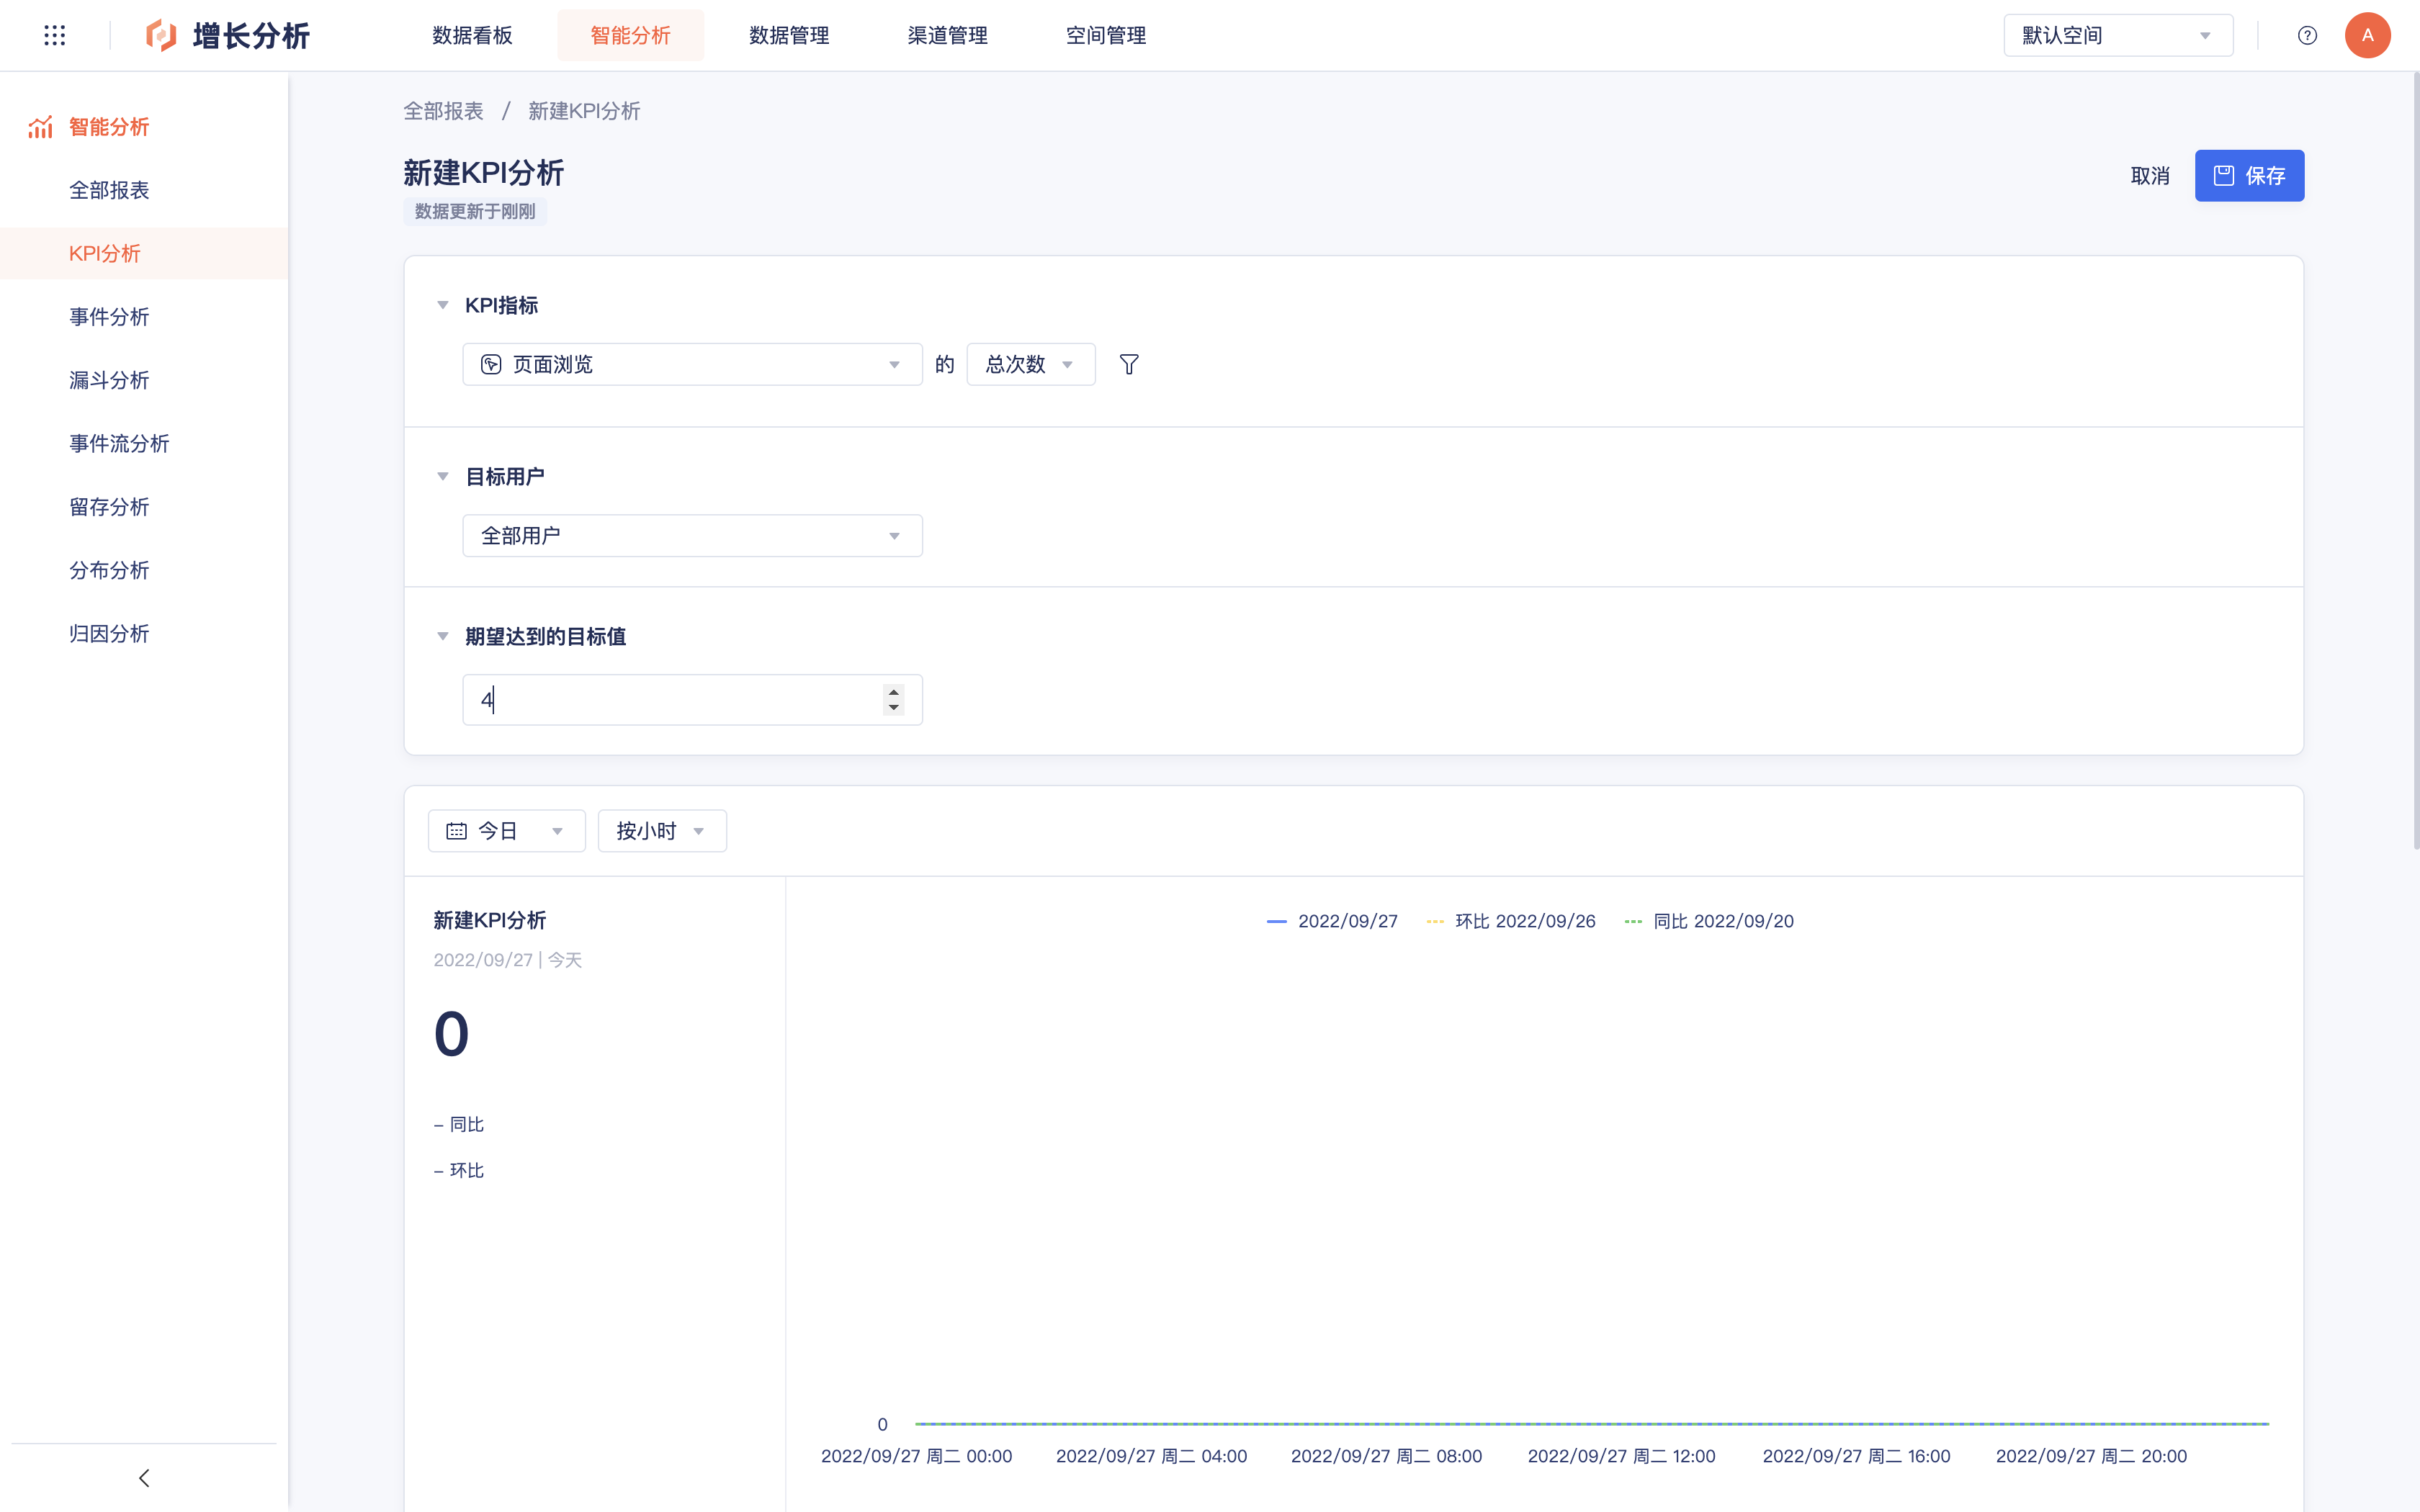 增长分析
数据看板 智能分析 数据管理 渠道管理 空间管理
默认空间
A
智能分析
全部报表
KPI分析
事件分析
漏斗分析
事件流分析
留存分析
分布分析
归因分析
全部报表 / 新建KPI分析
新建KPI分析
数据更新于刚刚
取消 保存
KPI指标
页面浏览 的 总次数
目标用户
全部用户
期望达到的目标值
4
今日 按小时
新建KPI分析
2022/09/27 | 今天
0
– 同比
– 环比
2022/09/27 环比 2022/09/26 同比 2022/09/20
0
2022/09/27 周二 00:00 2022/09/27 周二 04:00 2022/09/27 周二 08:00 2022/09/27 周二 12:00 2022/09/27 周二 16:00 2022/09/27 周二 20:00